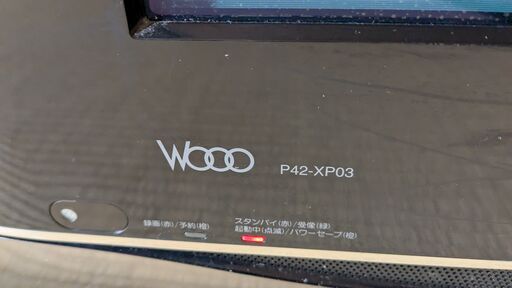 Wooo P42-XP03
スタンバイ(赤)/受像(緑)
録画(赤)/予約(橙) 起動中(点滅)/パワーセーブ(橙)